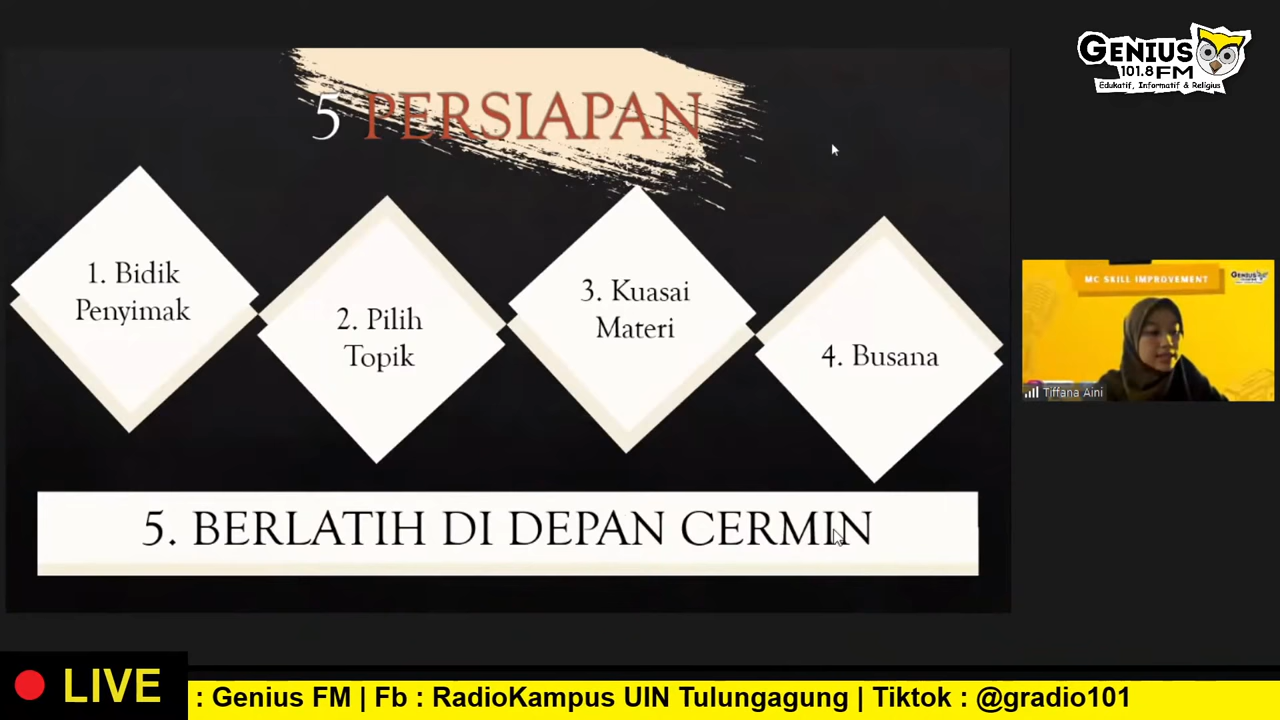 GENIUS
101.8 FM
Edukatif, Informatif & Religius
5 PERSIAPAN
1. Bidik
Penyimak
2. Pilih
Topik
3. Kuasai
Materi
4. Busana
5. BERLATIH DI DEPAN CERMIN
MC SKILL IMPROVEMENT
GENIUS
Tiffana Aini
LIVE
: Genius FM | Fb : RadioKampus UIN Tulungagung | Tiktok : @gradio101